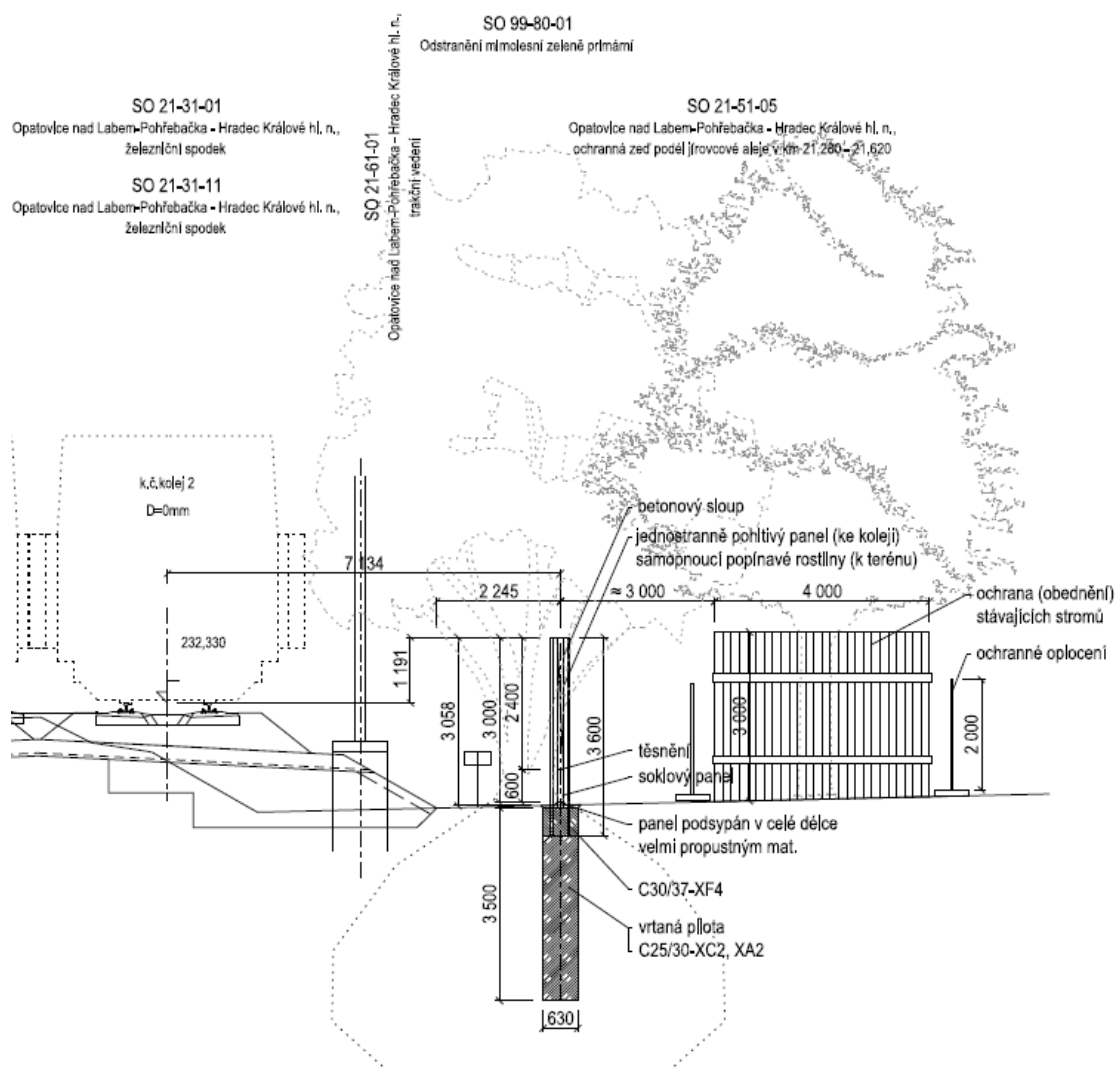 SO 99-80-01
Odstranění mimolesní zeleně primární
SO 21-31-01
Opatovice nad Labem-Pohřebačka - Hradec Králové hl. n.,
železniční spodek
SO 21-31-11
Opatovice nad Labem-Pohřebačka - Hradec Králové hl. n.,
železniční spodek
SO 21-61-01
Opatovice nad Labem-Pohřebačka - Hradec Králové hl. n.,
trakční vedení
SO 21-51-05
Opatovice nad Labem-Pohřebačka - Hradec Králové hl. n.,
ochranná zeď podél jírovcové aleje v km 21,280 - 21,620
k.č.kolej 2
D=0mm
betonový sloup
jednostranně pohltivý panel (ke koleji)
samopnoucí popínavé rostliny (k terénu)
7 134
2 245
≈ 3 000
4 000
ochrana (obednění)
stávajících stromů
ochranné oplocení
232,330
1 191
3 058
3 000
2 400
600
3 600
3 000
2 000
těsnění
soklový panel
panel podsypán v celé délce
velmi propustným mat.
C30/37-XF4
3 500
vrtaná pilota
C25/30-XC2, XA2
630